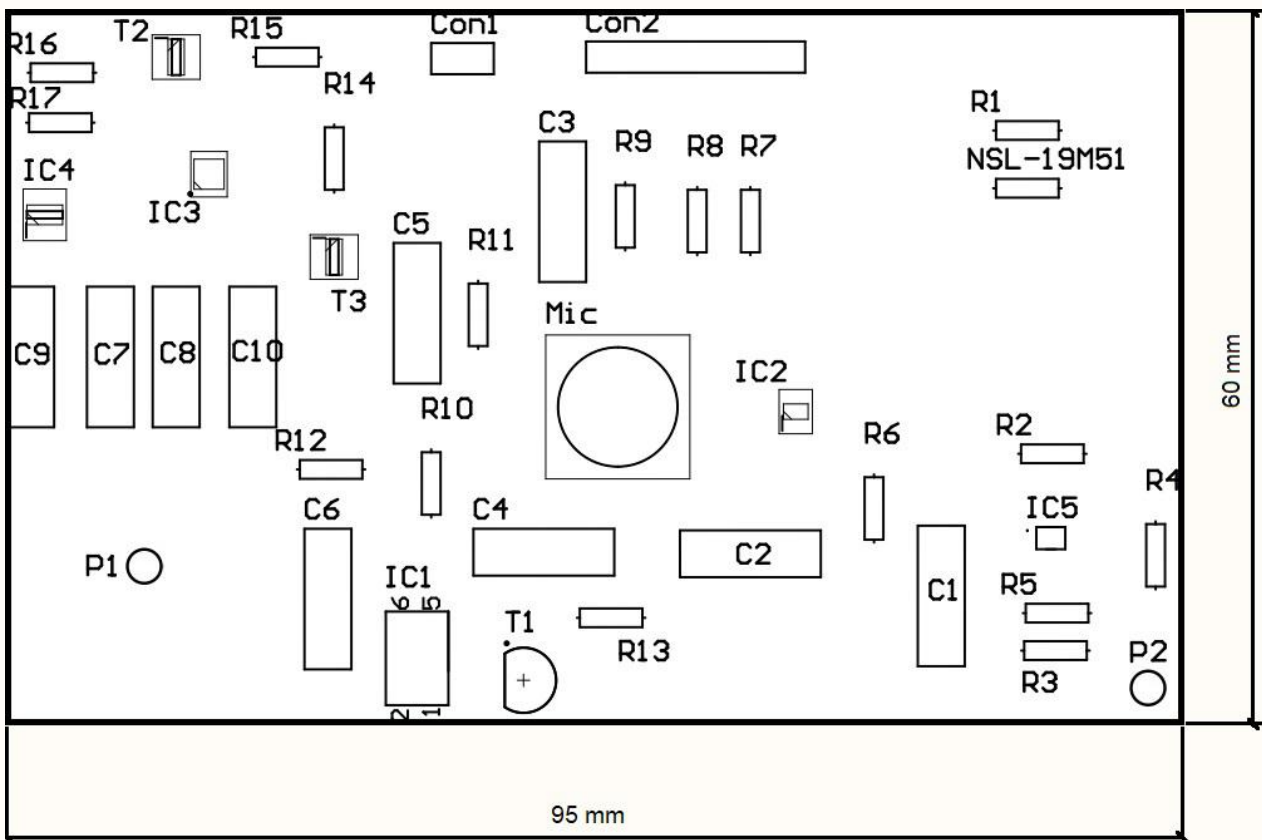 Con1
Con2
T2
R15
R16
R14
R17
R1
C3
R9
R8
R7
NSL-19M51
IC4
IC3
C5
R11
T3
Mic
C9
C7
C8
C10
IC2
60 mm
R10
R12
R6
R2
R4
C6
C4
IC5
P1
C2
IC1
6
5
C1
R5
T1
R13
P2
R3
2
1
95 mm